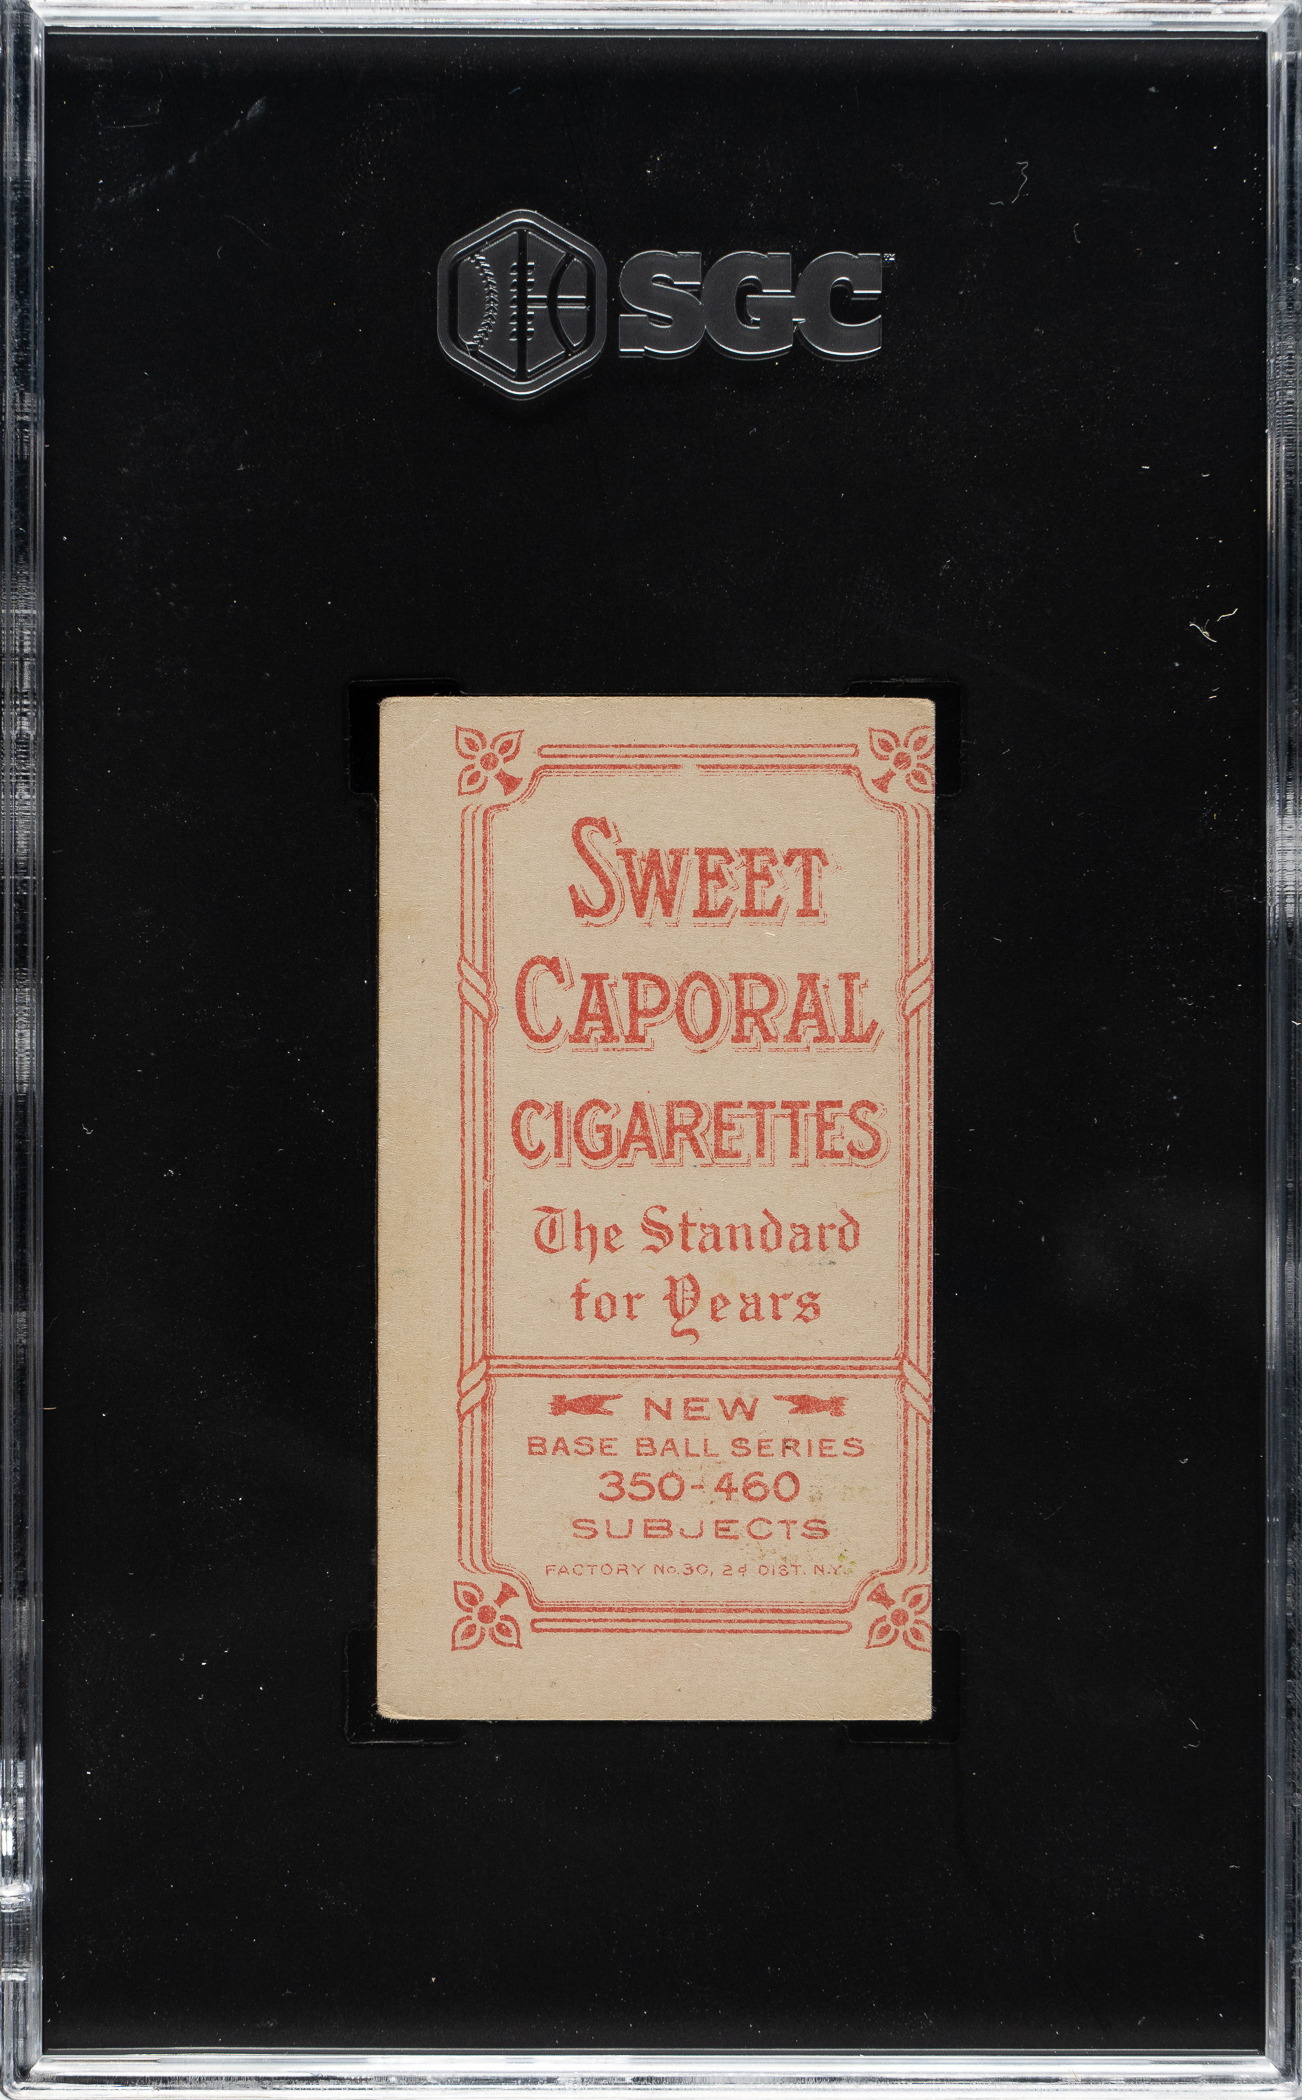 SGC
SWEET
CAPORAL
CIGARETTES
The Standard
for Years
NEW
BASE BALL SERIES
350-460
SUBJECTS
FACTORY No. 30, 2d DIST. N.Y.